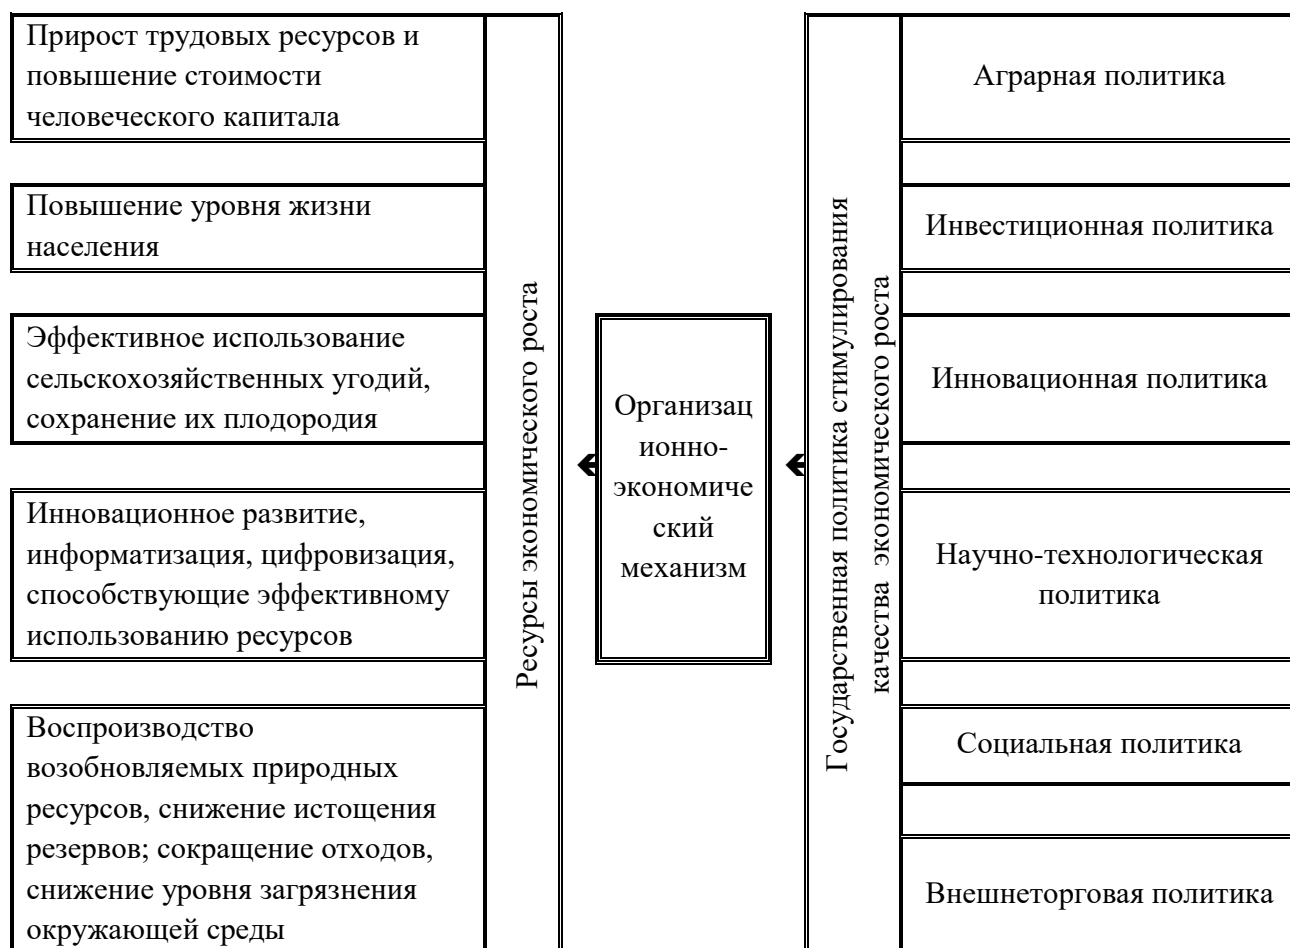 Прирост трудовых ресурсов и
повышение стоимости
человеческого капитала
Повышение уровня жизни
населения
Эффективное использование
сельскохозяйственных угодий,
сохранение их плодородия
Инновационное развитие,
информатизация, цифровизация,
способствующие эффективному
использованию ресурсов
Воспроизводство
возобновляемых природных
ресурсов, снижение истощения
резервов; сокращение отходов,
снижение уровня загрязнения
окружающей среды
Ресурсы экономического роста
Организац
ионно-
экономиче
ский
механизм
Государственная политика стимулирования
качества экономического роста
Аграрная политика
Инвестиционная политика
Инновационная политика
Научно-технологическая
политика
Социальная политика
Внешнеторговая политика